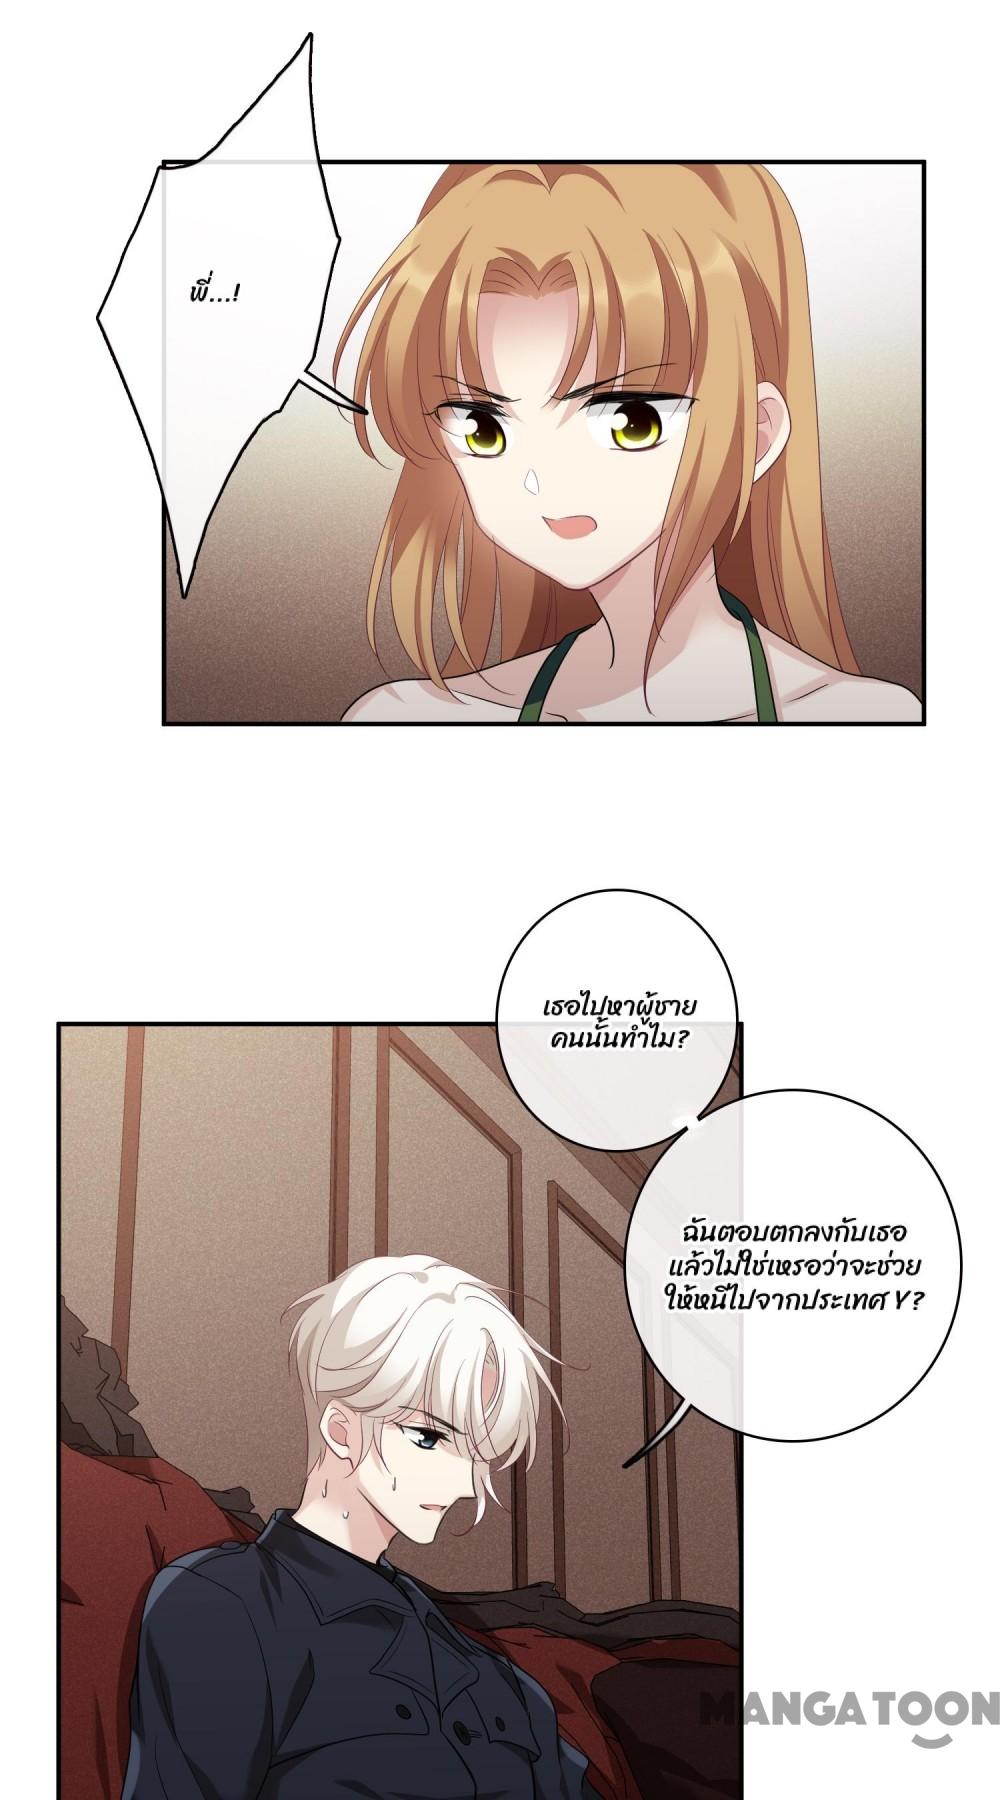 พี่...!
เธอไปหาผู้ชาย
คนนั้นทำไม?
ฉันตอบตกลงกับเธอ
แล้วไม่ใช่เหรอว่าจะช่วย
ให้หนีไปจากประเทศ Y?
MANGATOON